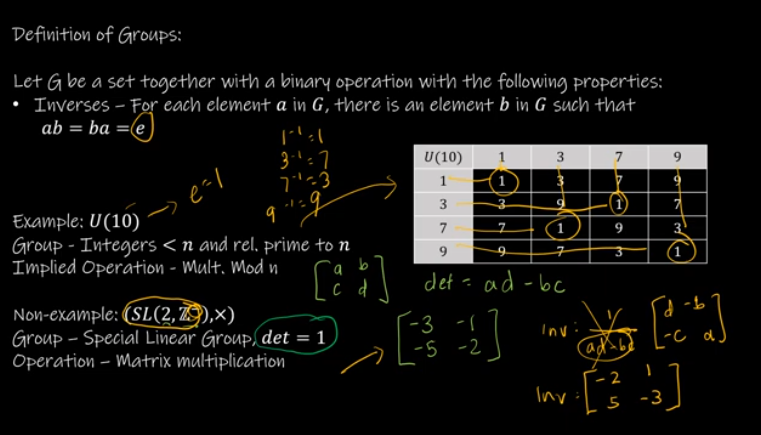 Definition of Groups:
Let G be a set together with a binary operation with the following properties:
• Inverses – For each element a in G, there is an element b in G such that
ab = ba = e
1⁻¹ = 1
3⁻¹ = 7
7⁻¹ = 3
9⁻¹ = 9
e = 1
U(10) 1 3 7 9
1 1 3 7 9
3 3 9 1 7
7 7 1 9 3
9 9 7 3 1
Example: U(10)
Group - Integers < n and rel. prime to n
Implied Operation - Mult. Mod n
[a b
c d]
det = ad - bc
Non-example: (SL(2, ℤ),×)
Group – Special Linear Group, det = 1
Operation – Matrix multiplication
[-3 -1
-5 -2]
Inv: 1
ad-bc
[d -b
-c a]
Inv: [-2 1
5 -3]